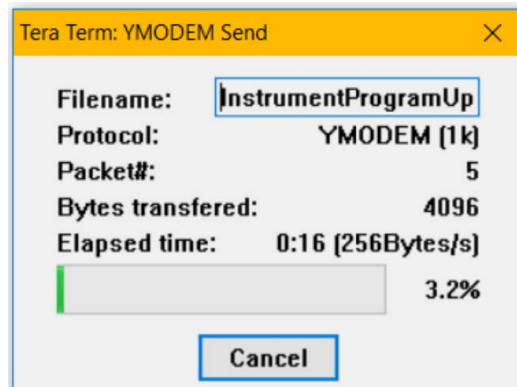 Tera Term: YMODEM Send
Filename: InstrumentProgramUp
Protocol: YMODEM (1k)
Packet#: 5
Bytes transfered: 4096
Elapsed time: 0:16 (256Bytes/s)
3.2%
Cancel